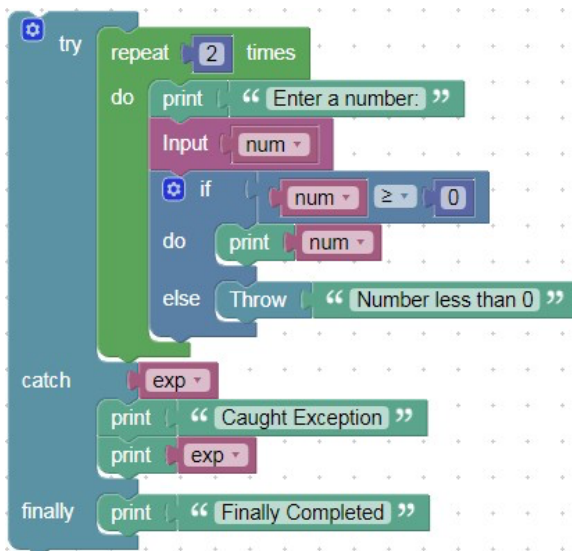 try
repeat 2 times
do print “ Enter a number: ”
Input num
if num ≥ 0
do print num
else Throw “ Number less than 0 ”
catch exp
print “ Caught Exception ”
print exp
finally print “ Finally Completed ”